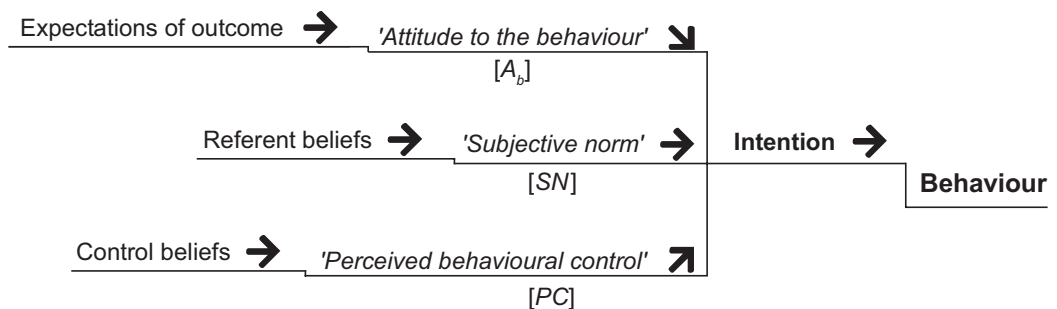 Expectations of outcome
'Attitude to the behaviour'
[A_b]
Referent beliefs
'Subjective norm'
Intention
[SN]
Behaviour
Control beliefs
'Perceived behavioural control'
[PC]